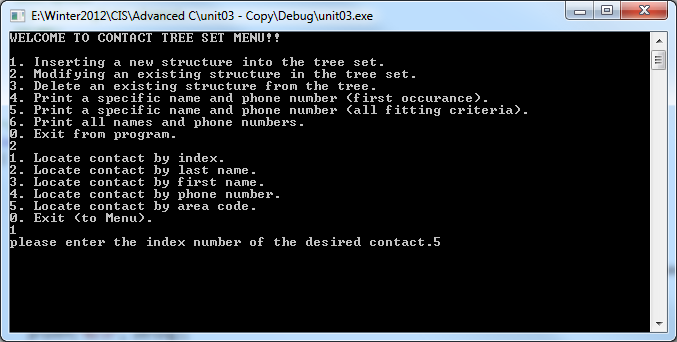 E:\Winter2012\CIS\Advanced C\unit03 - Copy\Debug\unit03.exe
WELCOME TO CONTACT TREE SET MENU!!
1. Inserting a new structure into the tree set.
2. Modifying an existing structure in the tree set.
3. Delete an existing structure from the tree.
4. Print a specific name and phone number (first occurance).
5. Print a specific name and phone number (all fitting criteria).
6. Print all names and phone numbers.
0. Exit from program.
2
1. Locate contact by index.
2. Locate contact by last name.
3. Locate contact by first name.
4. Locate contact by phone number.
5. Locate contact by area code.
0. Exit (to Menu).
1
please enter the index number of the desired contact.5